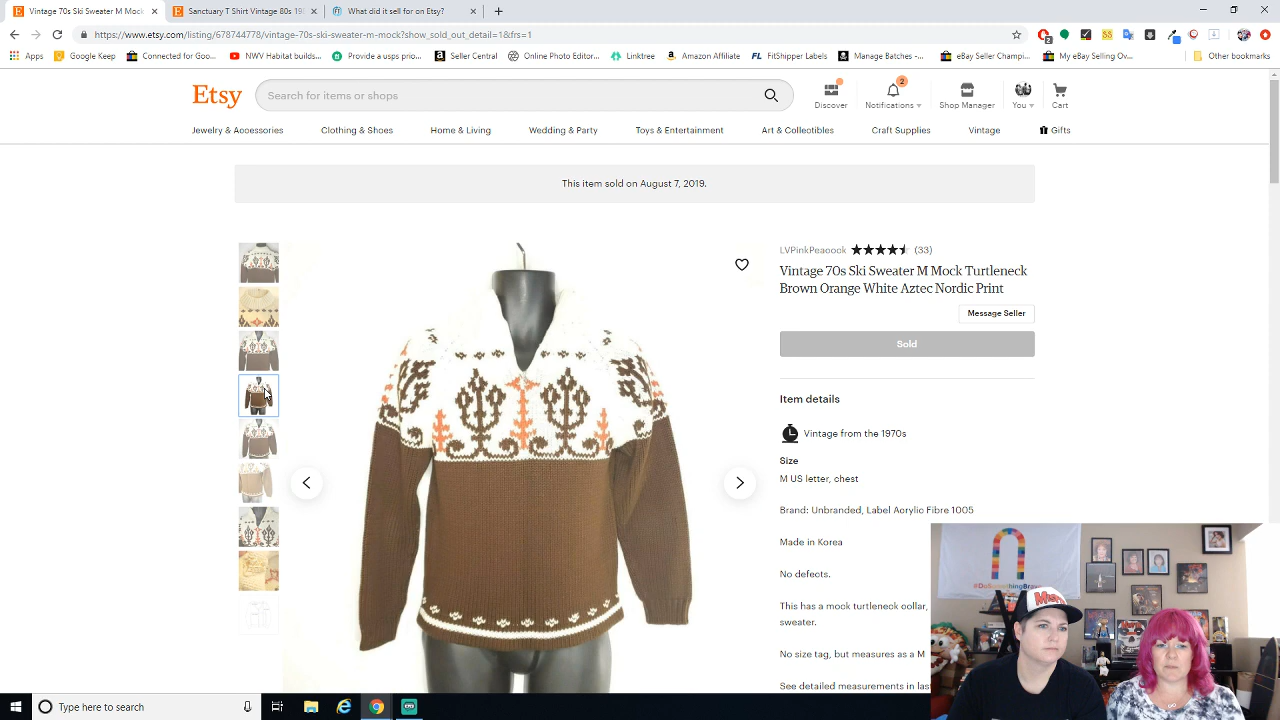 Vintage 70s Ski Sweater M Mock
Sanctuary T Shirt Vintage 80s 19
What did it sell for on Etsy?
https://www.etsy.com/listing/678744778/vintage-70s-ski-sweater-m-mock?show_sold_out_detail=1&frs=1
Apps
Google Keep
Connected for Goo...
NWV Habitat builds...
Provide a usps prio...
Seller Central
Online Photo Editor...
Linktree
Amazon Affiliate
FitShipper Labels
Manage Batches -...
eBay Seller Champi...
My eBay Selling Ov...
Other bookmarks
Etsy
Search for items or shops
Discover
2
Notifications
Shop Manager
You
Cart
Jewelry & Accessories
Clothing & Shoes
Home & Living
Wedding & Party
Toys & Entertainment
Art & Collectibles
Craft Supplies
Vintage
Gifts
This item sold on August 7, 2019.
LVPinkPeacock
(33)
Vintage 70s Ski Sweater M Mock Turtleneck
Brown Orange White Aztec Nordic Print
Message Seller
Sold
Item details
Vintage from the 1970s
Size
M US letter, chest
Brand: Unbranded, Label Acrylic Fibre 1005
Made in Korea
No defects.
This has a mock turtleneck collar,
sweater.
No size tag, but measures as a M
See detailed measurements in las
Type here to search